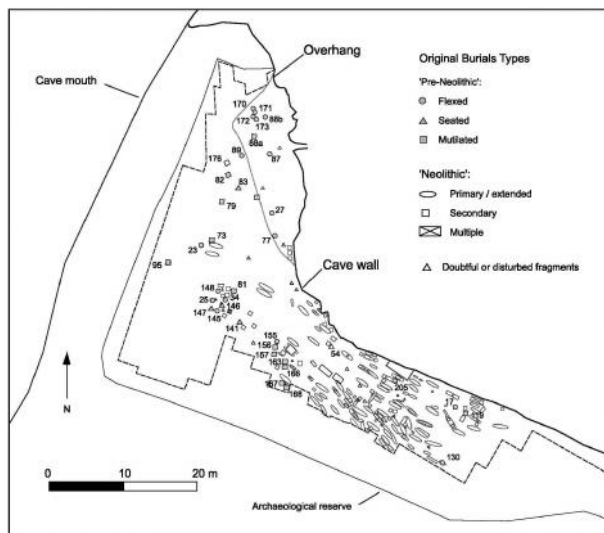 Overhang
Cave mouth
Original Burials Types
'Pre-Neolithic':
Flexed
Seated
Mutilated
'Neolithic':
Primary / extended
Secondary
Multiple
Doubtful or disturbed fragments
170
171
172
88b
173
88a
89
87
176
82
83
79
27
77
73
23
95
Cave wall
148
81
25
34
147
146
145
141
155
156
157
163
168
167
166
54
205
130
N
0 10 20 m
Archaeological reserve